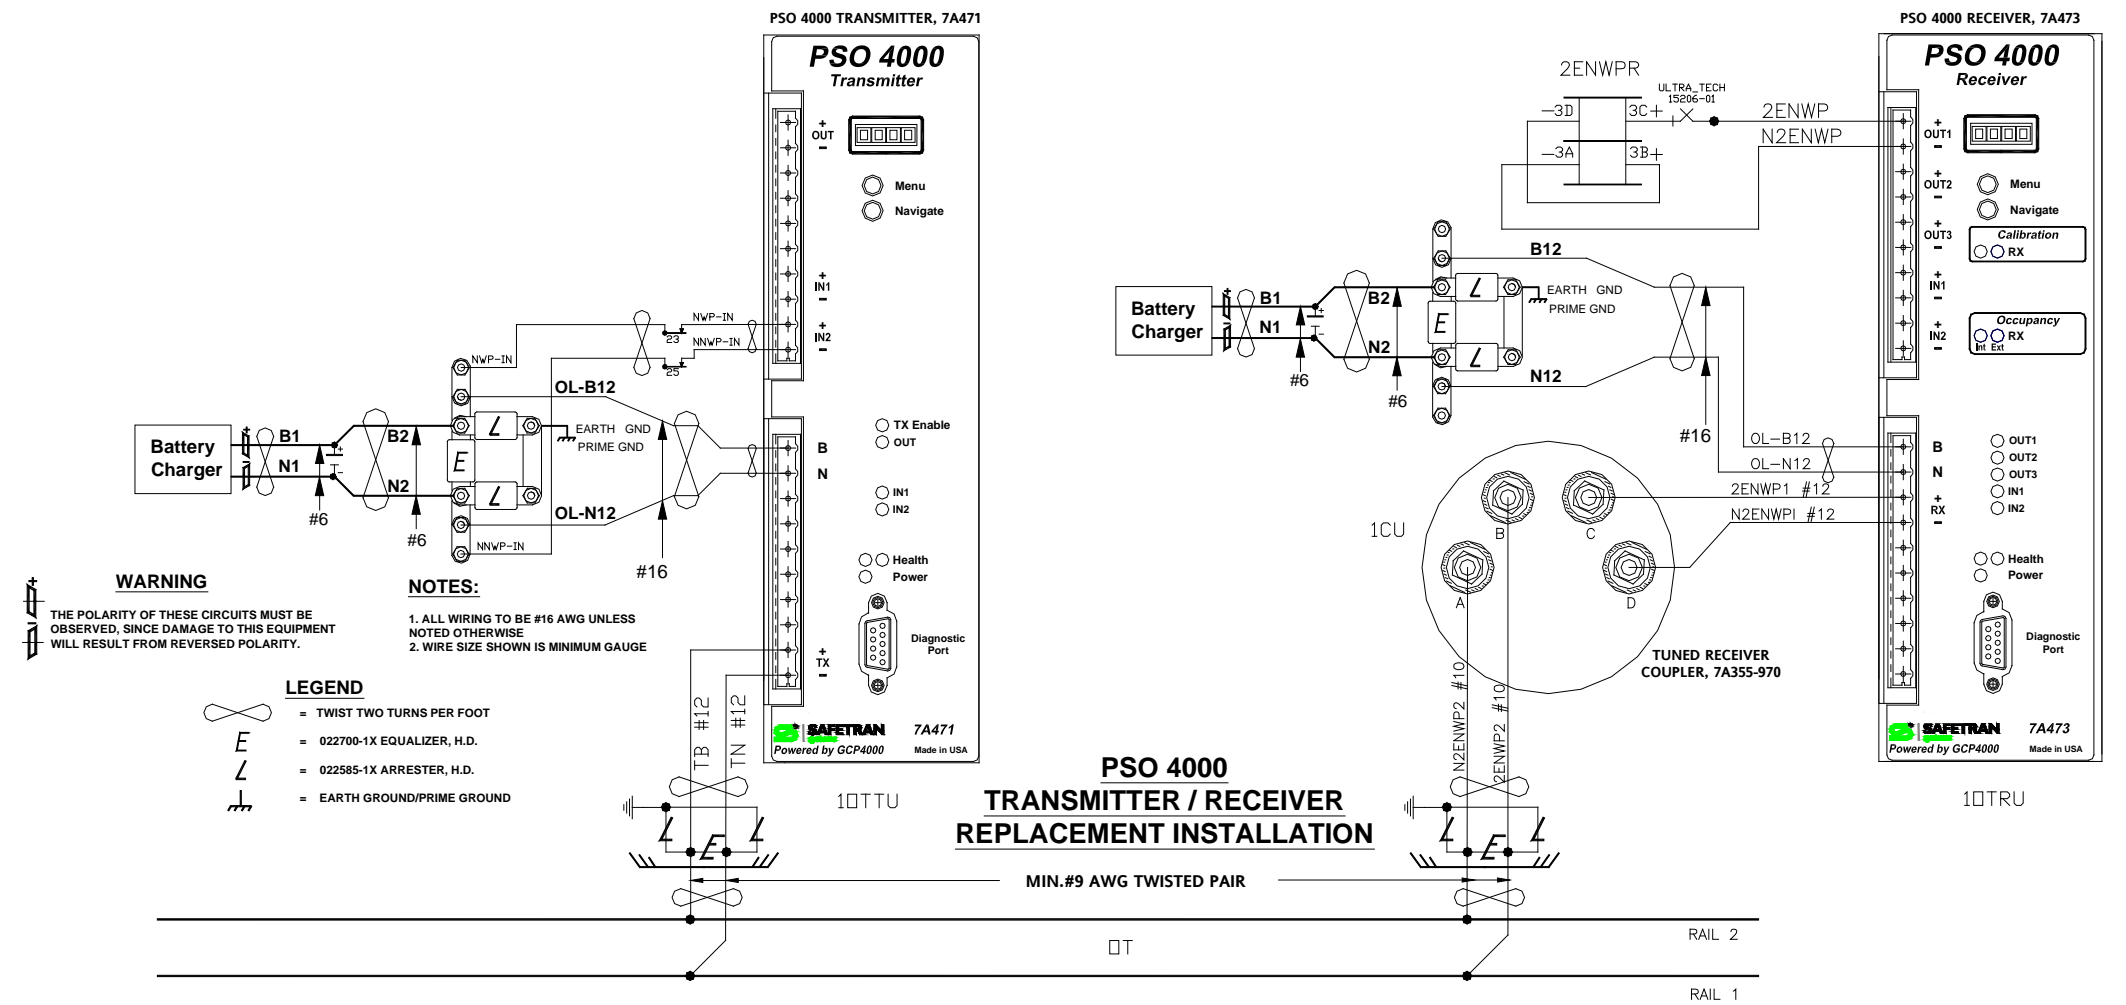 PSO 4000 TRANSMITTER, 7A471
PSO 4000
Transmitter
+
OUT
−
Menu
Navigate
+
IN1
−
+
IN2
−
TX Enable
OUT
B
N
IN1
IN2
Health
Power
Diagnostic
Port
+
TX
−
SAFETRAN
7A471
Powered by GCP4000
Made in USA
10TTU
NWP-IN
23
NNWP-IN
25
NWP-IN
OL-B12
Battery
Charger
+
−
B1
N1
+
−
B2
N2
#6
#6
E
L
L
EARTH GND
PRIME GND
OL-N12
NNWP-IN
#16
WARNING
+
−
THE POLARITY OF THESE CIRCUITS MUST BE
OBSERVED, SINCE DAMAGE TO THIS EQUIPMENT
WILL RESULT FROM REVERSED POLARITY.
NOTES:
1. ALL WIRING TO BE #16 AWG UNLESS
NOTED OTHERWISE
2. WIRE SIZE SHOWN IS MINIMUM GAUGE
LEGEND
= TWIST TWO TURNS PER FOOT
E = 022700-1X EQUALIZER, H.D.
L = 022585-1X ARRESTER, H.D.
= EARTH GROUND/PRIME GROUND
TB #12
TN #12
L
E
L
PSO 4000
TRANSMITTER / RECEIVER
REPLACEMENT INSTALLATION
MIN.#9 AWG TWISTED PAIR
PSO 4000 RECEIVER, 7A473
PSO 4000
Receiver
+
OUT1
−
+
OUT2
−
+
OUT3
−
+
IN1
−
+
IN2
−
Menu
Navigate
Calibration
RX
Occupancy
RX
Int Ext
OUT1
OUT2
OUT3
IN1
IN2
B
N
+
RX
−
Health
Power
Diagnostic
Port
SAFETRAN
7A473
Powered by GCP4000
Made in USA
10TRU
2ENWPR
ULTRA_TECH
15206-01
−3D
3C+
−3A
3B+
2ENWP
N2ENWP
B12
Battery
Charger
+
−
B1
N1
+
−
B2
N2
#6
#6
E
L
L
EARTH GND
PRIME GND
N12
#16
OL-B12
OL-N12
2ENWP1 #12
N2ENWPI #12
1CU
B
C
A
D
TUNED RECEIVER
COUPLER, 7A355-970
N2ENWP2 #10
2ENWP2 #10
L
E
L
RAIL 2
0T
RAIL 1